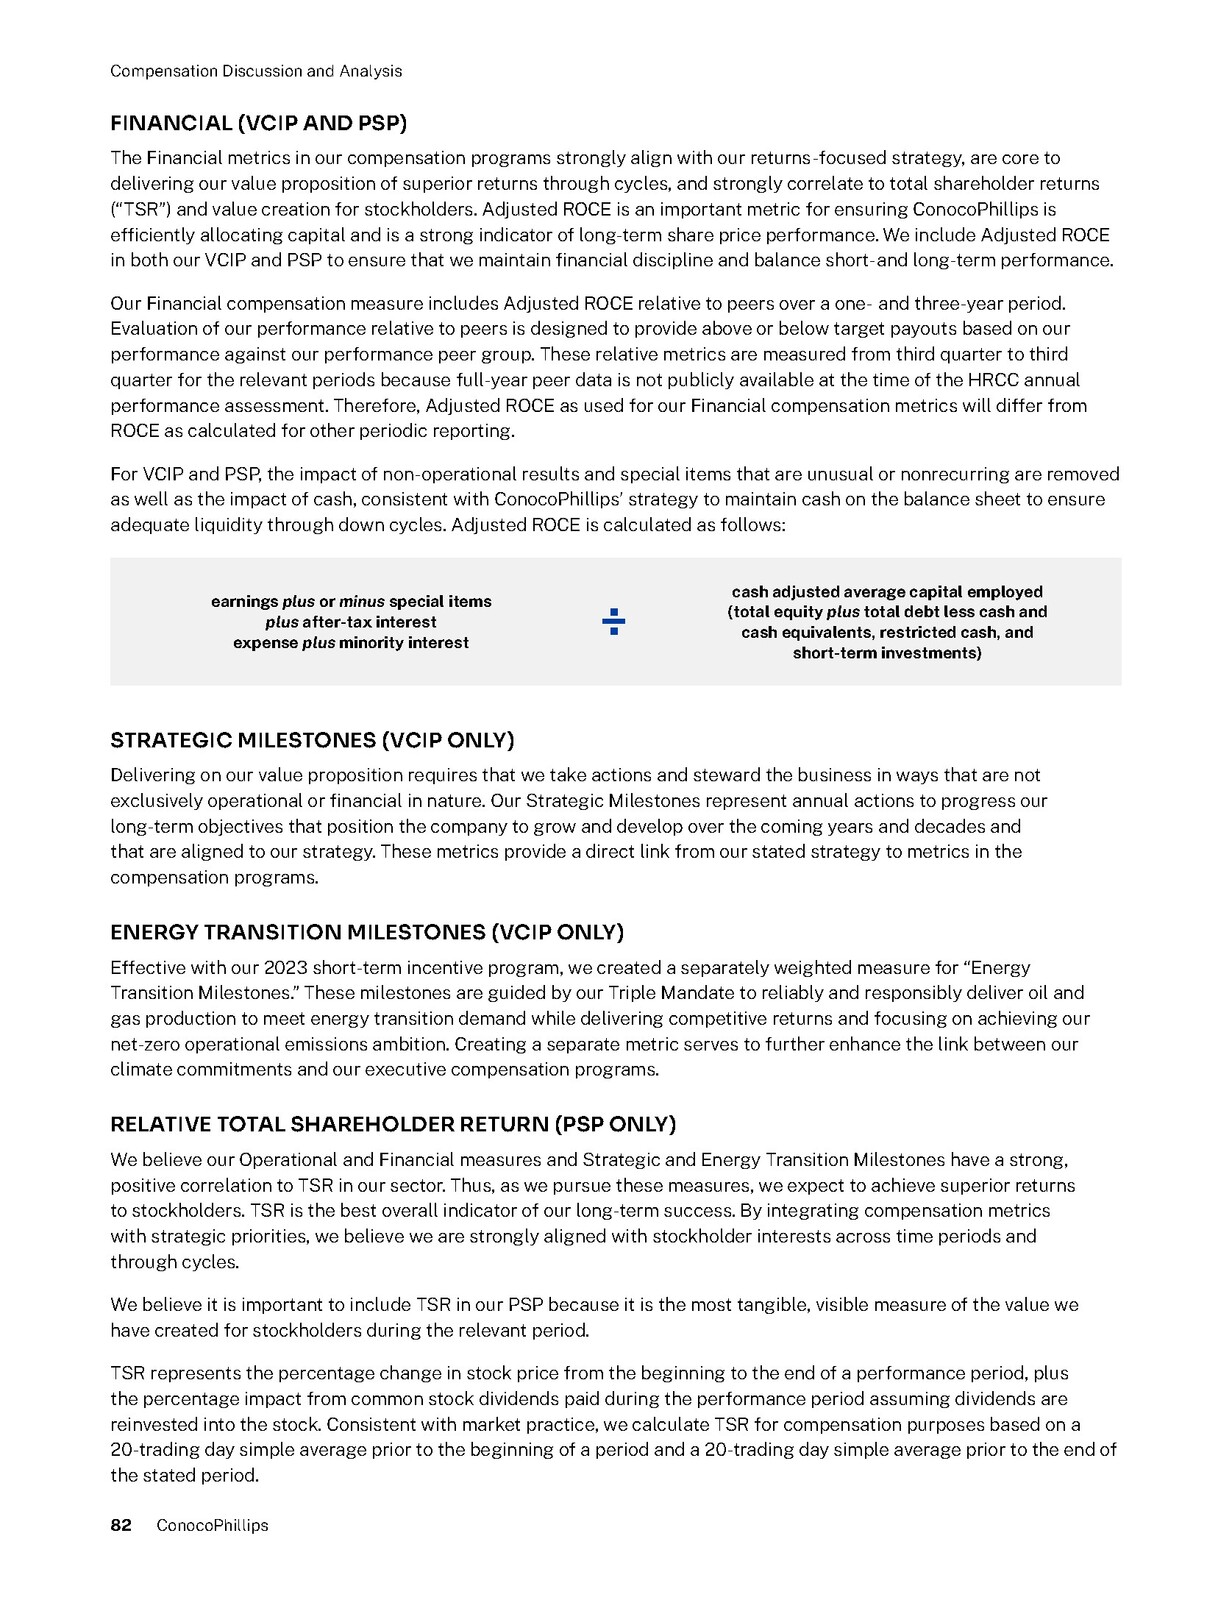 Compensation Discussion and Analysis
FINANCIAL (VCIP AND PSP)
The Financial metrics in our compensation programs strongly align with our returns-focused strategy, are core to
delivering our value proposition of superior returns through cycles, and strongly correlate to total shareholder returns
(“TSR”) and value creation for stockholders. Adjusted ROCE is an important metric for ensuring ConocoPhillips is
efficiently allocating capital and is a strong indicator of long-term share price performance. We include Adjusted ROCE
in both our VCIP and PSP to ensure that we maintain financial discipline and balance short-and long-term performance.
Our Financial compensation measure includes Adjusted ROCE relative to peers over a one- and three-year period.
Evaluation of our performance relative to peers is designed to provide above or below target payouts based on our
performance against our performance peer group. These relative metrics are measured from third quarter to third
quarter for the relevant periods because full-year peer data is not publicly available at the time of the HRCC annual
performance assessment. Therefore, Adjusted ROCE as used for our Financial compensation metrics will differ from
ROCE as calculated for other periodic reporting.
For VCIP and PSP, the impact of non-operational results and special items that are unusual or nonrecurring are removed
as well as the impact of cash, consistent with ConocoPhillips’ strategy to maintain cash on the balance sheet to ensure
adequate liquidity through down cycles. Adjusted ROCE is calculated as follows:
earnings plus or minus special items
plus after-tax interest
expense plus minority interest
÷
cash adjusted average capital employed
(total equity plus total debt less cash and
cash equivalents, restricted cash, and
short-term investments)
STRATEGIC MILESTONES (VCIP ONLY)
Delivering on our value proposition requires that we take actions and steward the business in ways that are not
exclusively operational or financial in nature. Our Strategic Milestones represent annual actions to progress our
long-term objectives that position the company to grow and develop over the coming years and decades and
that are aligned to our strategy. These metrics provide a direct link from our stated strategy to metrics in the
compensation programs.
ENERGY TRANSITION MILESTONES (VCIP ONLY)
Effective with our 2023 short-term incentive program, we created a separately weighted measure for “Energy
Transition Milestones.” These milestones are guided by our Triple Mandate to reliably and responsibly deliver oil and
gas production to meet energy transition demand while delivering competitive returns and focusing on achieving our
net-zero operational emissions ambition. Creating a separate metric serves to further enhance the link between our
climate commitments and our executive compensation programs.
RELATIVE TOTAL SHAREHOLDER RETURN (PSP ONLY)
We believe our Operational and Financial measures and Strategic and Energy Transition Milestones have a strong,
positive correlation to TSR in our sector. Thus, as we pursue these measures, we expect to achieve superior returns
to stockholders. TSR is the best overall indicator of our long-term success. By integrating compensation metrics
with strategic priorities, we believe we are strongly aligned with stockholder interests across time periods and
through cycles.
We believe it is important to include TSR in our PSP because it is the most tangible, visible measure of the value we
have created for stockholders during the relevant period.
TSR represents the percentage change in stock price from the beginning to the end of a performance period, plus
the percentage impact from common stock dividends paid during the performance period assuming dividends are
reinvested into the stock. Consistent with market practice, we calculate TSR for compensation purposes based on a
20-trading day simple average prior to the beginning of a period and a 20-trading day simple average prior to the end of
the stated period.
82 ConocoPhillips